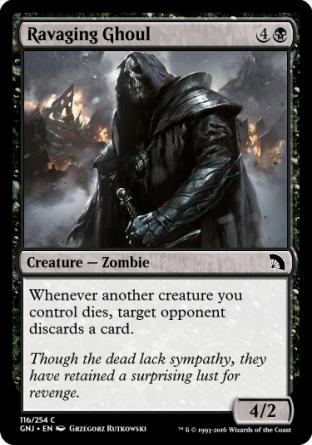 Ravaging Ghoul 4
Creature — Zombie
Whenever another creature you
control dies, target opponent
discards a card.
Though the dead lack sympathy, they
have retained a surprising lust for
revenge.
4/2
116/254 C
GNJ • EN Grzegorz Rutkowski
™ & © 1993-2016 Wizards of the Coast